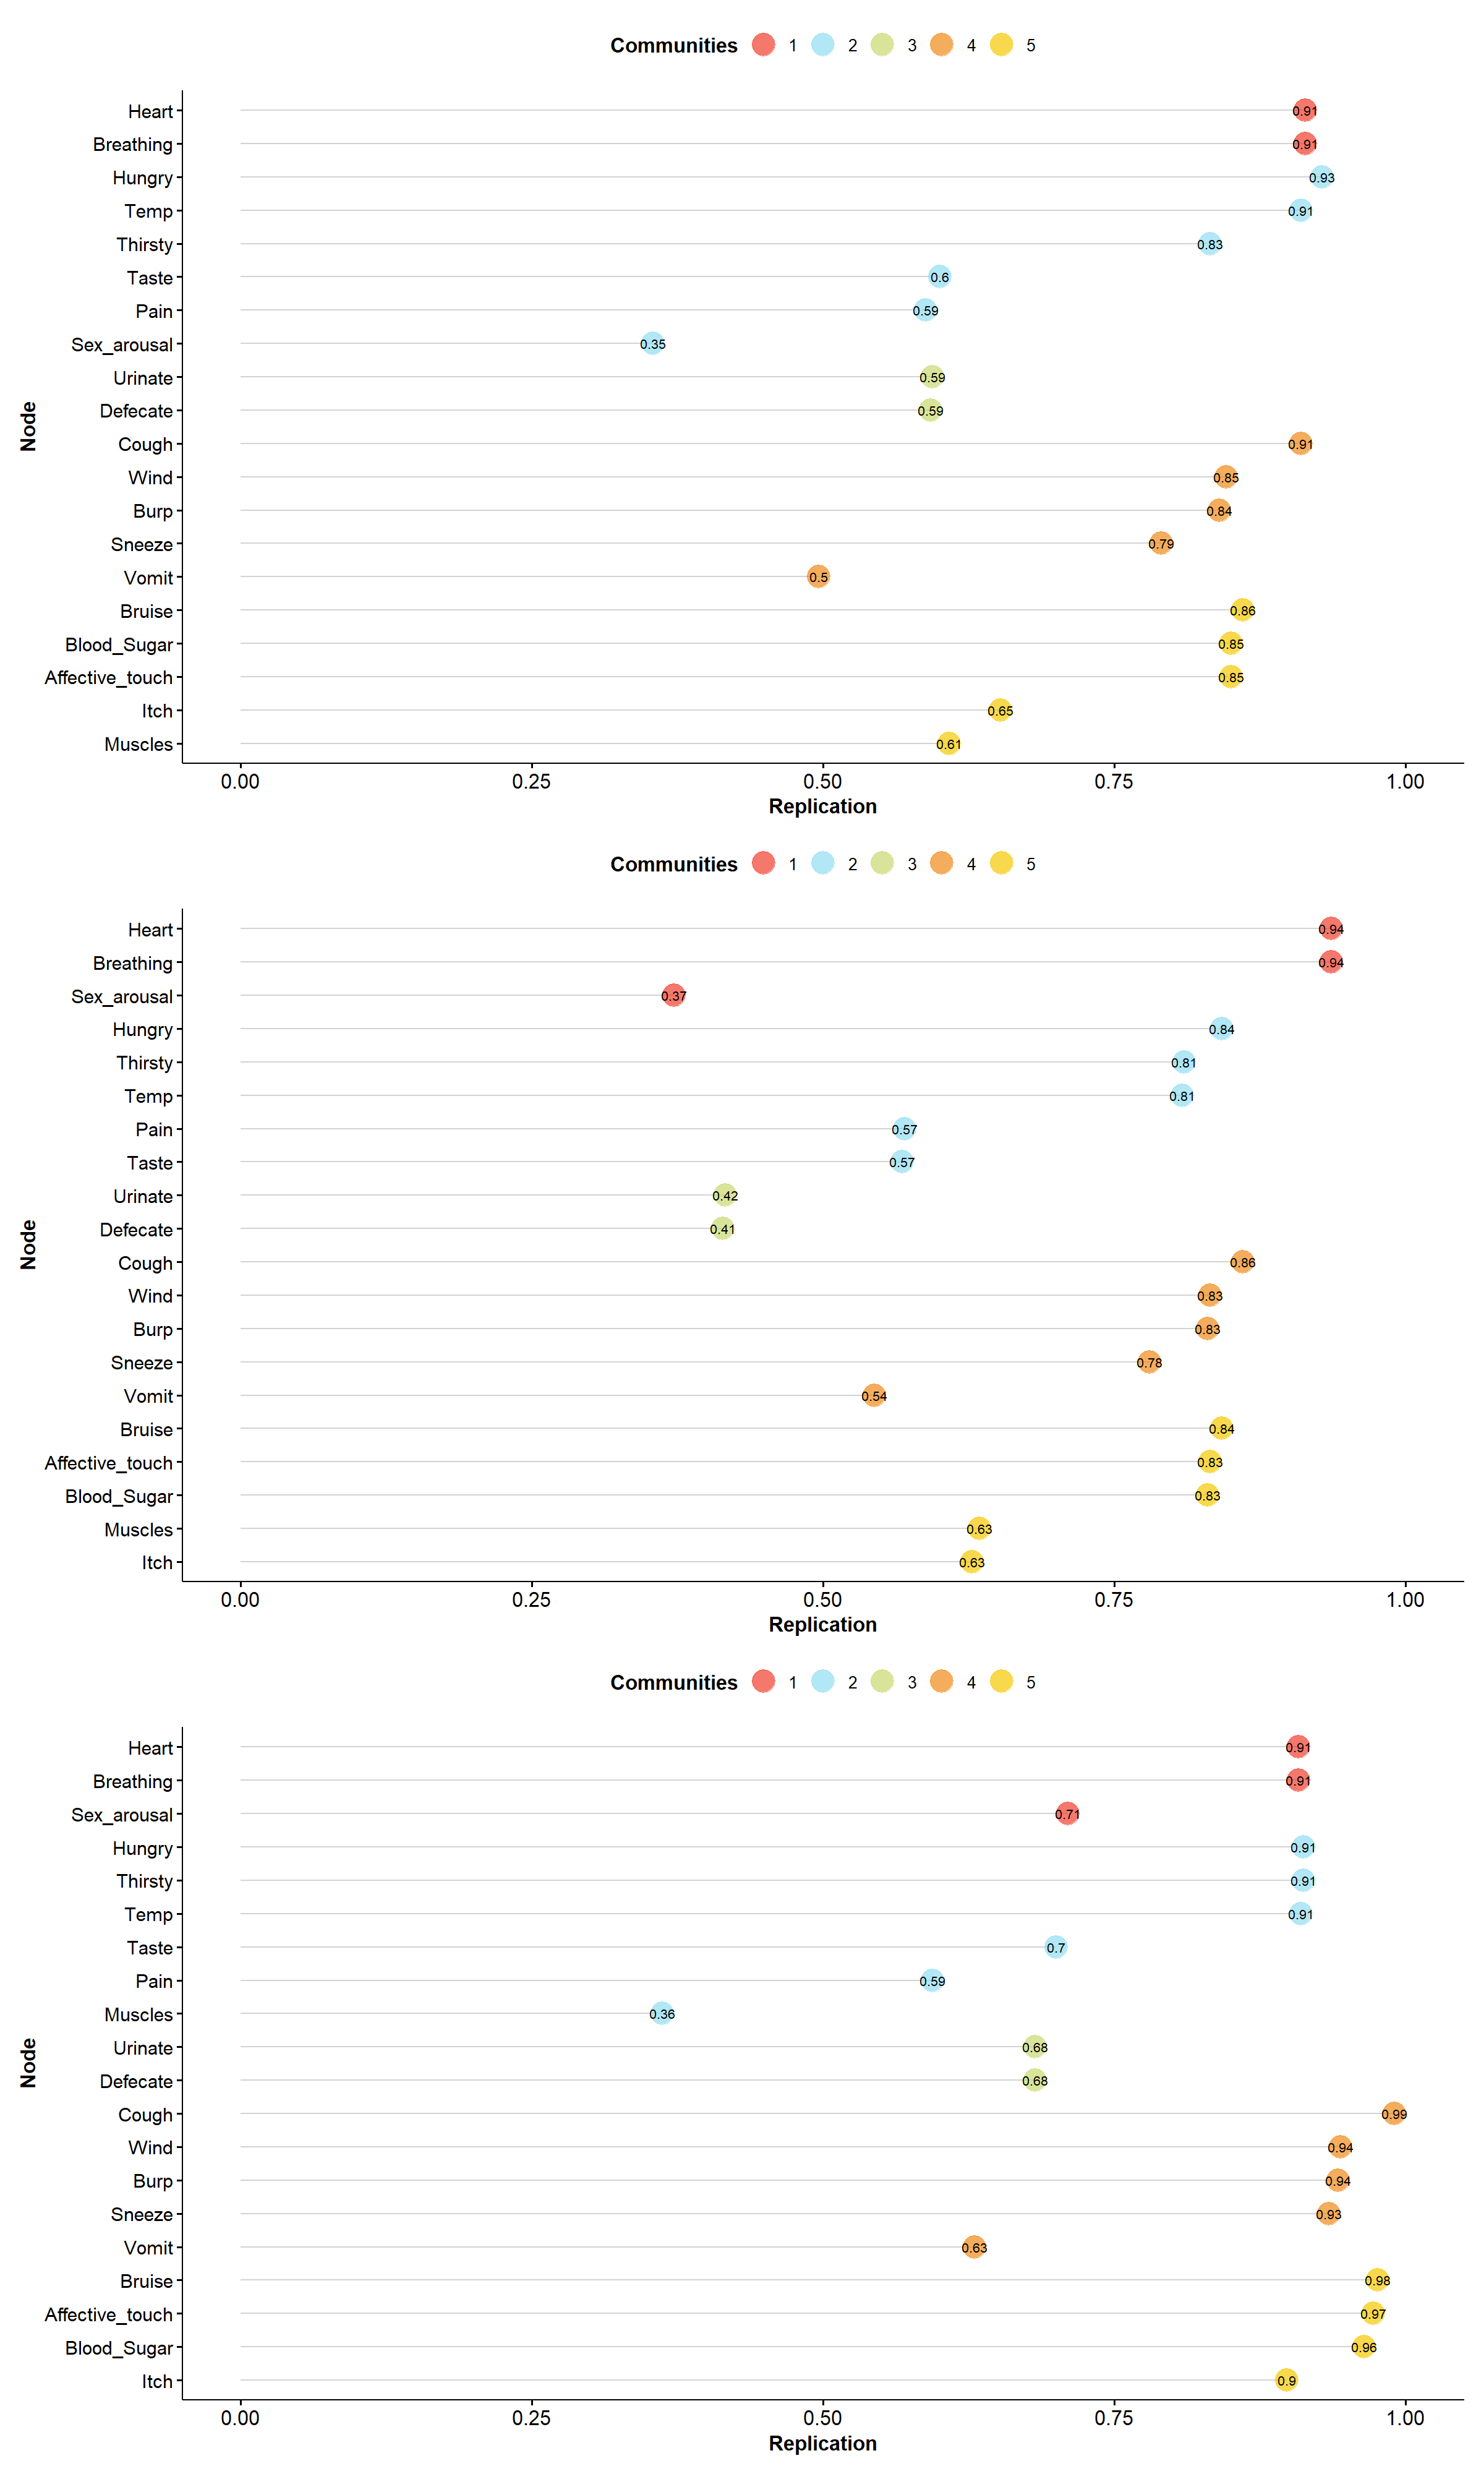 Communities 1 2 3 4 5
Node
Heart 0.91
Breathing 0.91
Hungry 0.93
Temp 0.91
Thirsty 0.83
Taste 0.6
Pain 0.59
Sex_arousal 0.35
Urinate 0.59
Defecate 0.59
Cough 0.91
Wind 0.85
Burp 0.84
Sneeze 0.79
Vomit 0.5
Bruise 0.86
Blood_Sugar 0.85
Affective_touch 0.85
Itch 0.65
Muscles 0.61
0.00 0.25 0.50 0.75 1.00
Replication
Communities 1 2 3 4 5
Node
Heart 0.94
Breathing 0.94
Sex_arousal 0.37
Hungry 0.84
Thirsty 0.81
Temp 0.81
Pain 0.57
Taste 0.57
Urinate 0.42
Defecate 0.41
Cough 0.86
Wind 0.83
Burp 0.83
Sneeze 0.78
Vomit 0.54
Bruise 0.84
Affective_touch 0.83
Blood_Sugar 0.83
Muscles 0.63
Itch 0.63
0.00 0.25 0.50 0.75 1.00
Replication
Communities 1 2 3 4 5
Node
Heart 0.91
Breathing 0.91
Sex_arousal 0.71
Hungry 0.91
Thirsty 0.91
Temp 0.91
Taste 0.7
Pain 0.59
Muscles 0.36
Urinate 0.68
Defecate 0.68
Cough 0.99
Wind 0.94
Burp 0.94
Sneeze 0.93
Vomit 0.63
Bruise 0.98
Affective_touch 0.97
Blood_Sugar 0.96
Itch 0.9
0.00 0.25 0.50 0.75 1.00
Replication